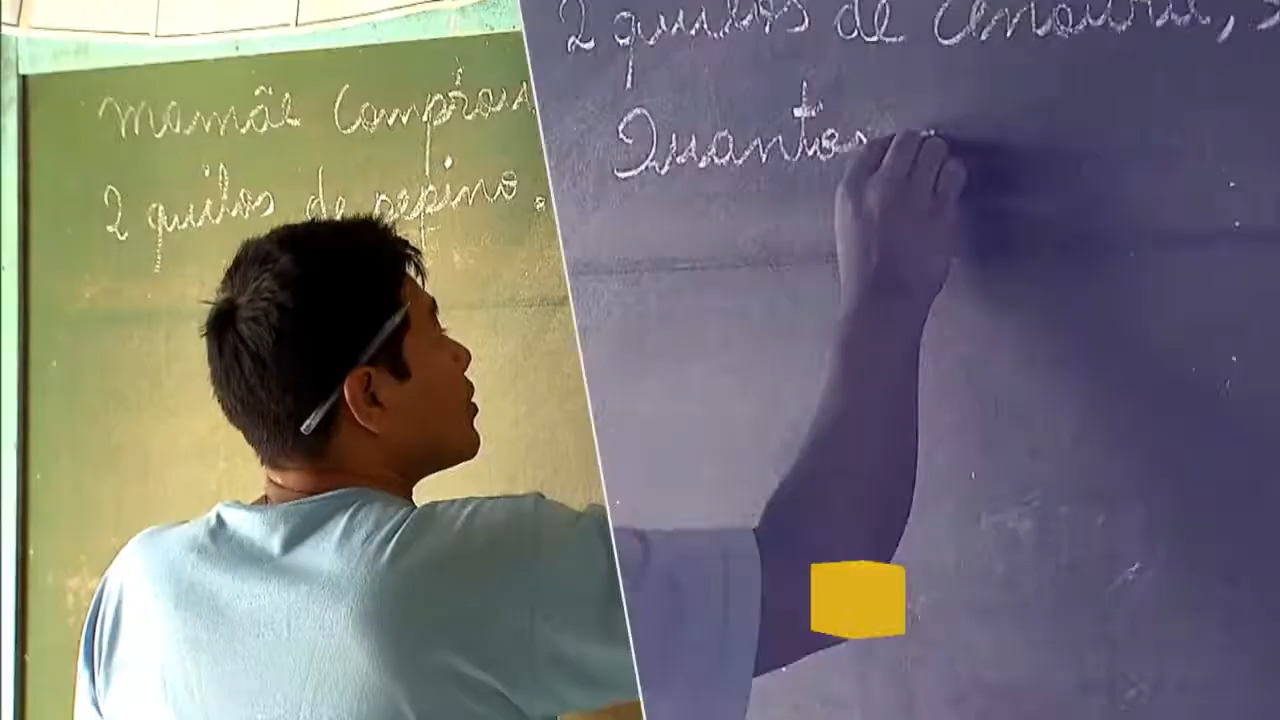 mamãe comprou
2 quilos de pepino.
2 quilos de cenoura,
Quantos